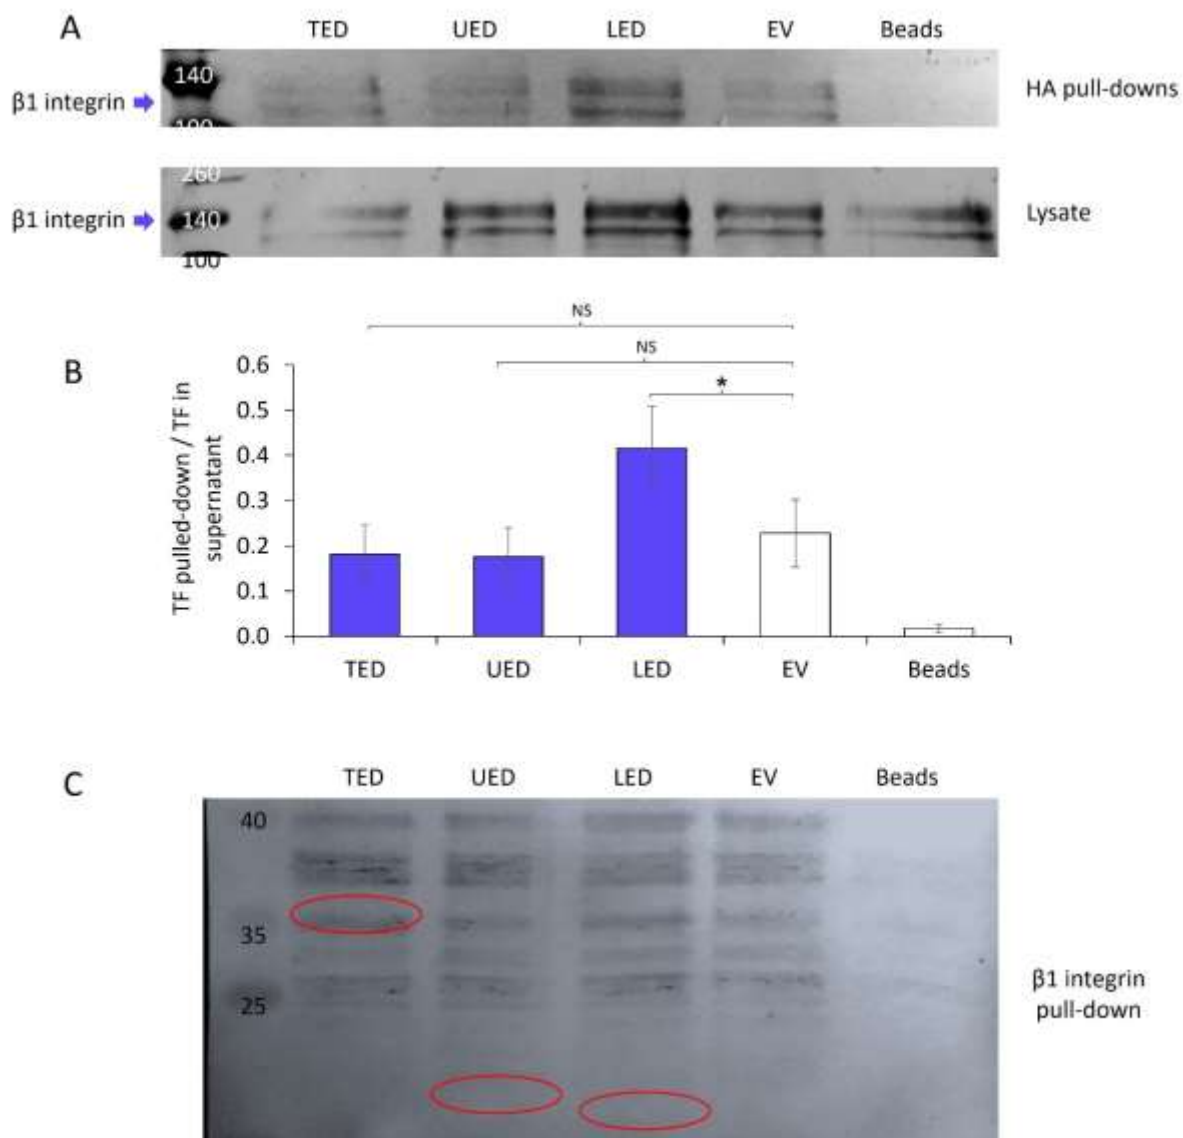 A
TED UED LED EV Beads
140
β1 integrin
HA pull-downs
100
260
β1 integrin
140
Lysate
100
NS
B
NS
*
0.6
0.5
0.4
0.3
0.2
0.1
0.0
TF pulled-down / TF in
supernatant
TED UED LED EV Beads
C
TED UED LED EV Beads
40
35
25
β1 integrin
pull-down